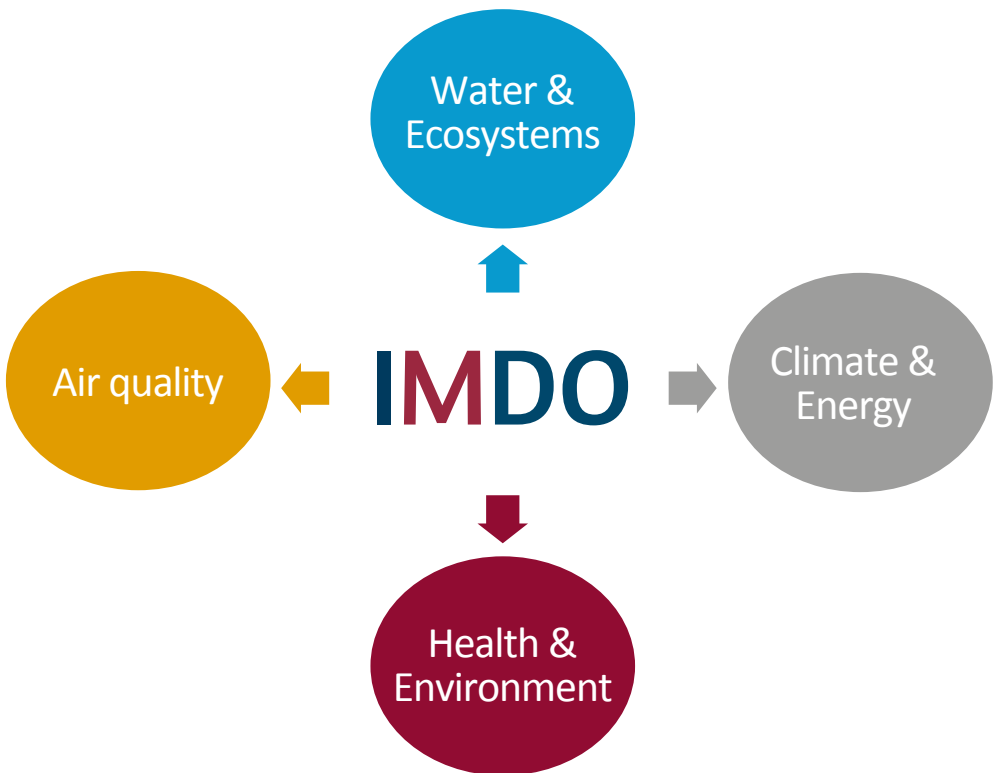 Water &
Ecosystems
Air quality
IMDO
Climate &
Energy
Health &
Environment